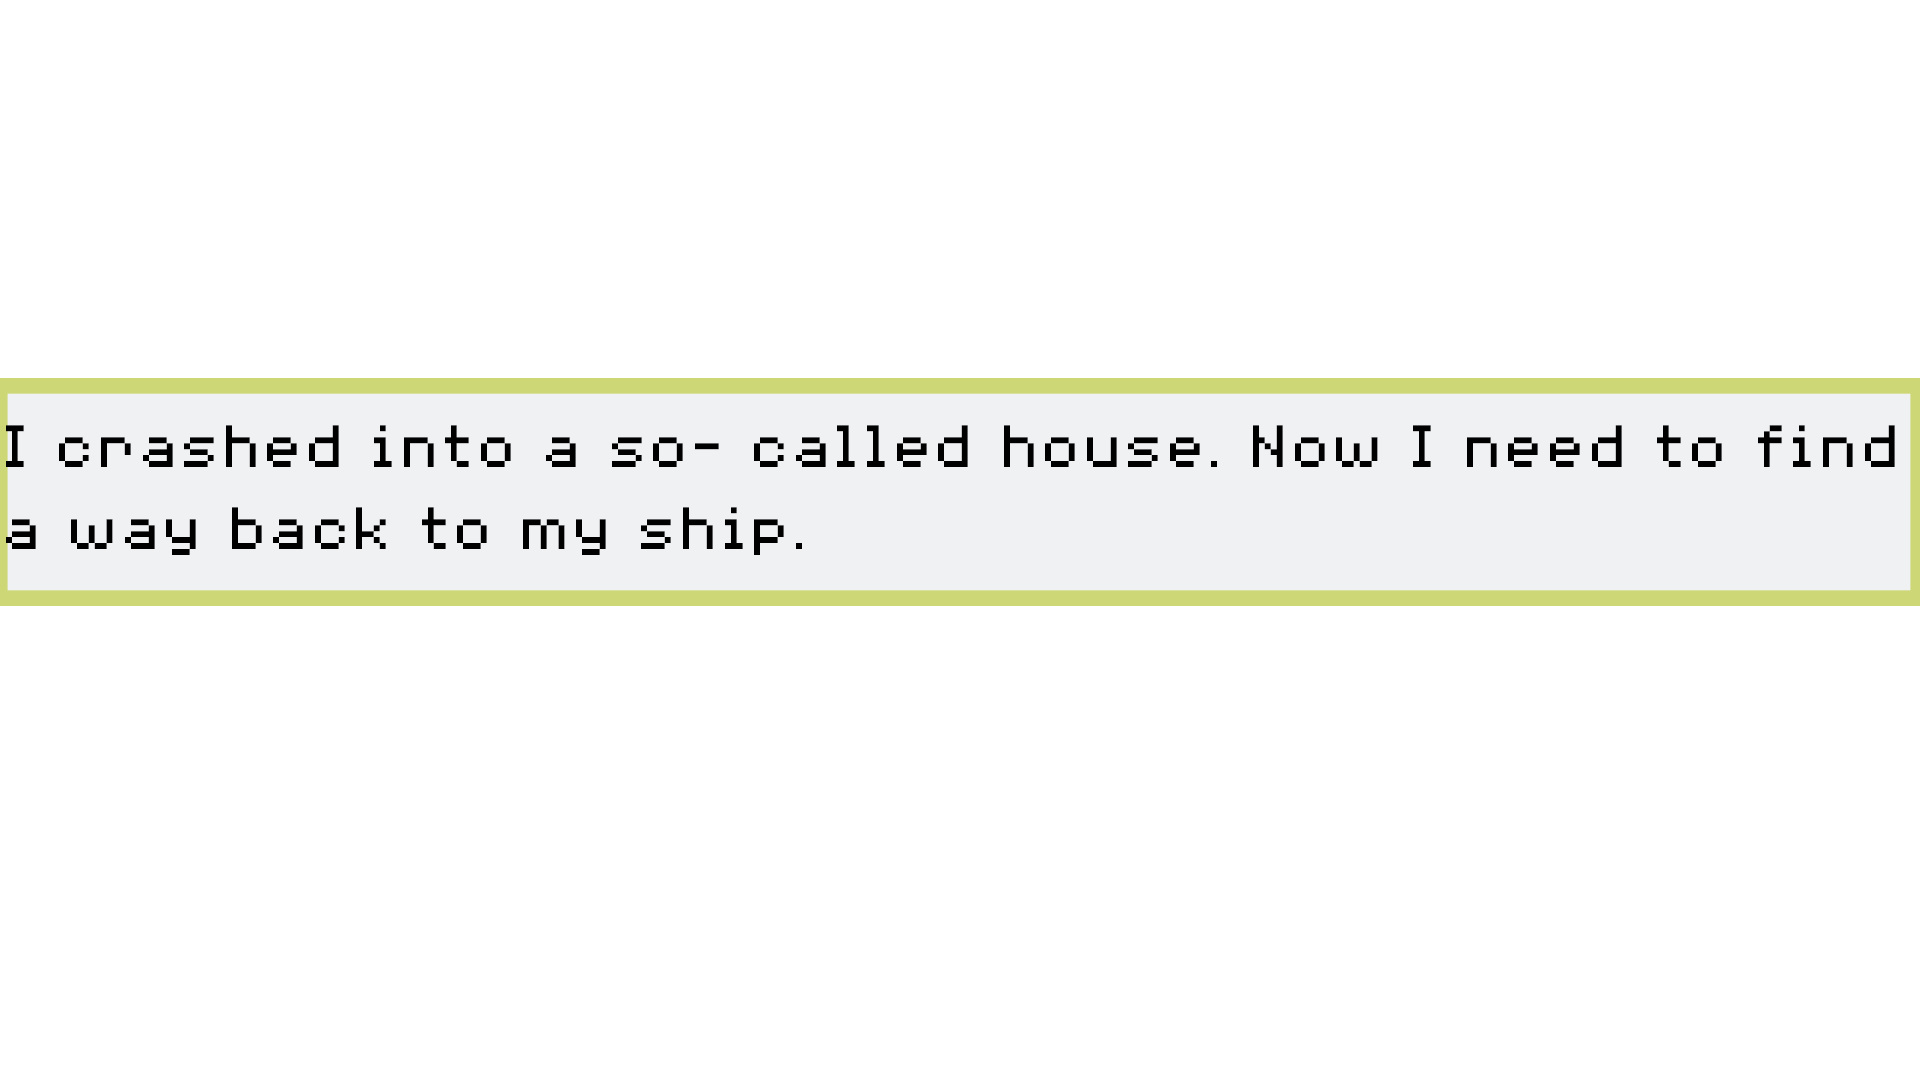 I crashed into a so- called house. Now I need to find
a way back to my ship.